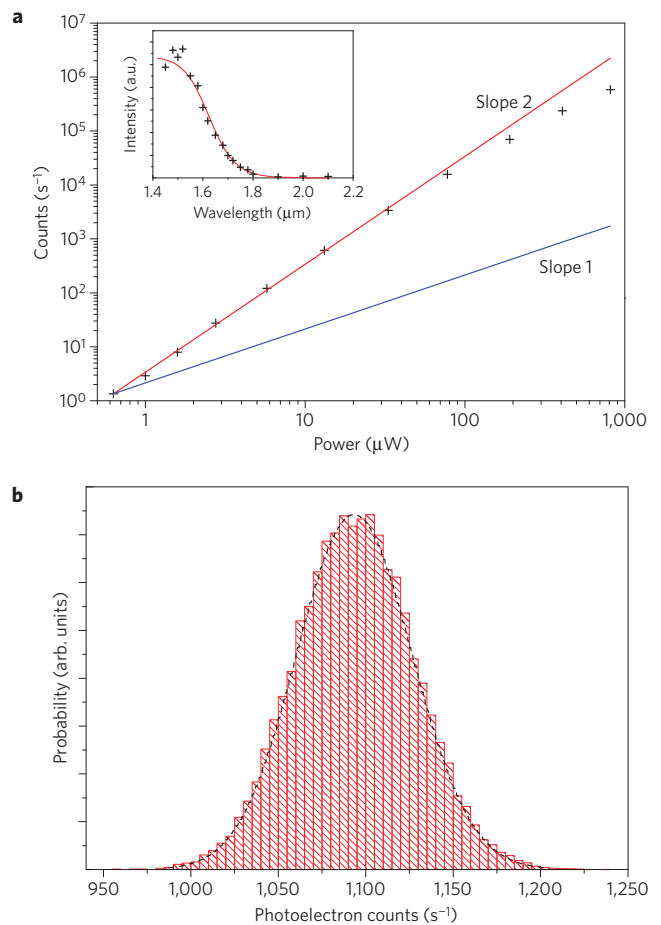 a
10⁷
10⁶
10⁵
10⁴
10³
10²
10¹
10⁰
Counts (s⁻¹)
Slope 2
Slope 1
Intensity (a.u.)
1.4 1.6 1.8 2.0 2.2
Wavelength (μm)
1 10 100 1,000
Power (μW)
b
Probability (arb. units)
950 1,000 1,050 1,100 1,150 1,200 1,250
Photoelectron counts (s⁻¹)